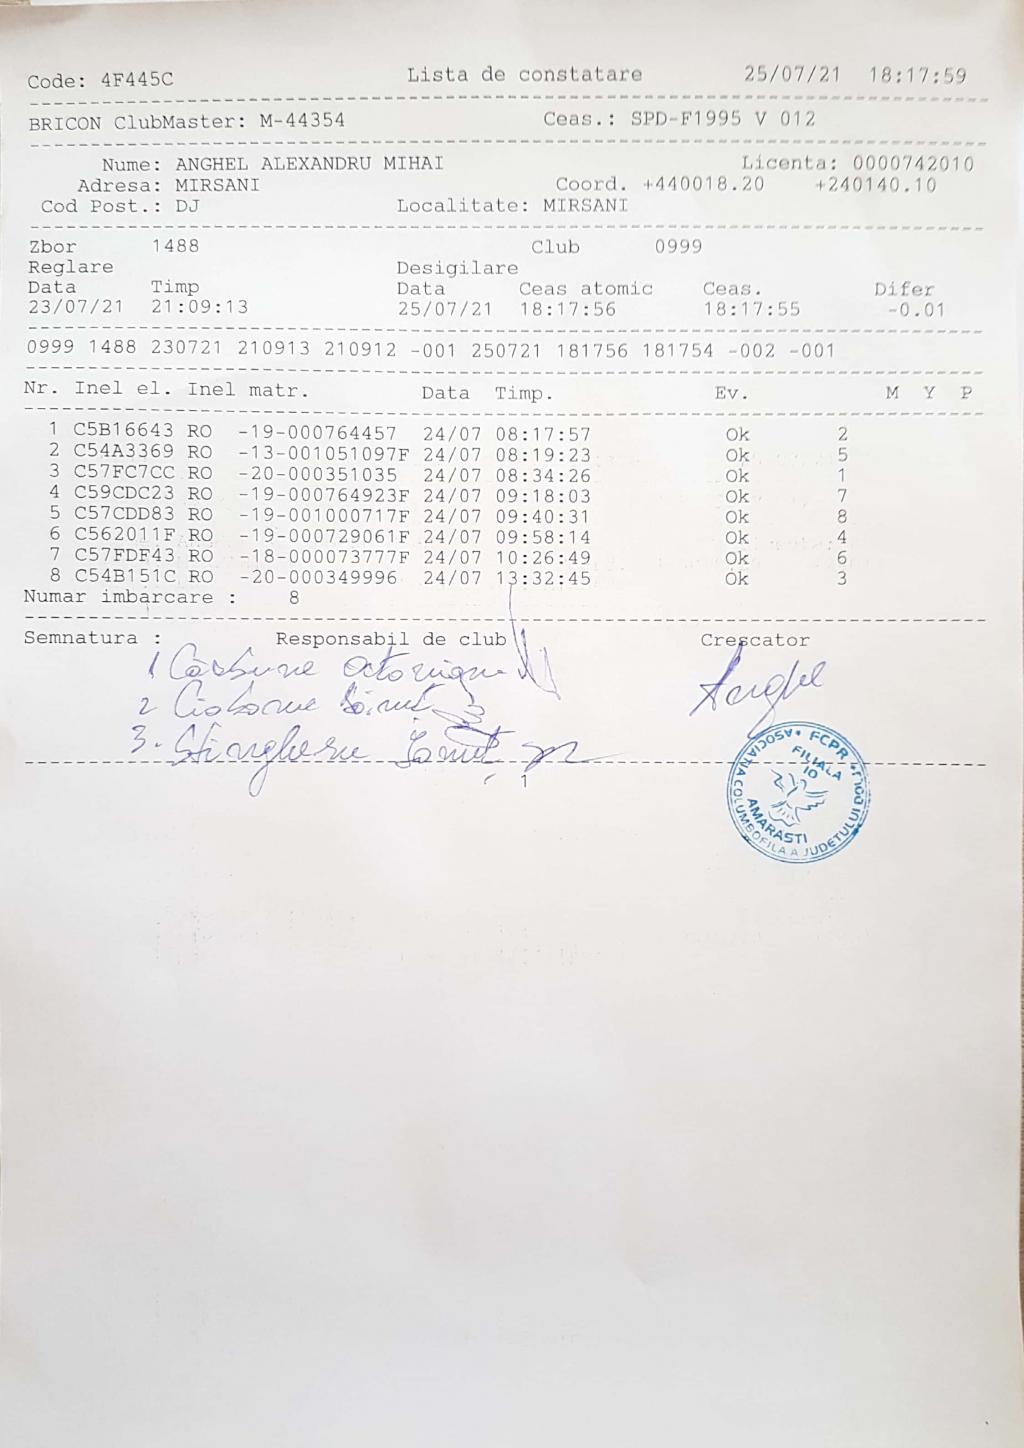 Code: 4F445C Lista de constatare 25/07/21 18:17:59
BRICON ClubMaster: M-44354 Ceas.: SPD-F1995 V 012
Nume: ANGHEL ALEXANDRU MIHAI Licenta: 0000742010
Adresa: MIRSANI Coord. +440018.20 +240140.10
Cod Post.: DJ Localitate: MIRSANI
Zbor 1488 Club 0999
Reglare Desigilare
Data Timp Data Ceas atomic Ceas. Difer
23/07/21 21:09:13 25/07/21 18:17:56 18:17:55 -0.01
0999 1488 230721 210913 210912 -001 250721 181756 181754 -002 -001
Nr. Inel el. Inel matr. Data Timp. Ev. M Y P
1 C5B16643 RO -19-000764457 24/07 08:17:57 Ok 2
2 C54A3369 RO -13-001051097F 24/07 08:19:23 Ok 5
3 C57FC7CC RO -20-000351035 24/07 08:34:26 Ok 1
4 C59CDC23 RO -19-000764923F 24/07 09:18:03 Ok 7
5 C57CDD83 RO -19-001000717F 24/07 09:40:31 Ok 8
6 C562011F RO -19-000729061F 24/07 09:58:14 Ok 4
7 C57FDF43 RO -18-000073777F 24/07 10:26:49 Ok 6
8 C54B151C RO -20-000349996 24/07 13:32:45 Ok 3
Numar imbarcare : 8
Semnatura : Responsabil de club Crescator
1
2
3. Ionut
Anghel
1
ASOCIATIA COLUMBOFILA A JUDETULUI DOLJ * FCPR *
FILIALA
10
AMARASTI